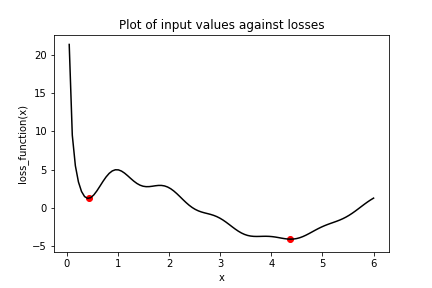 Plot of input values against losses
20
15
10
5
0
−5
loss_function(x)
0 1 2 3 4 5 6
x